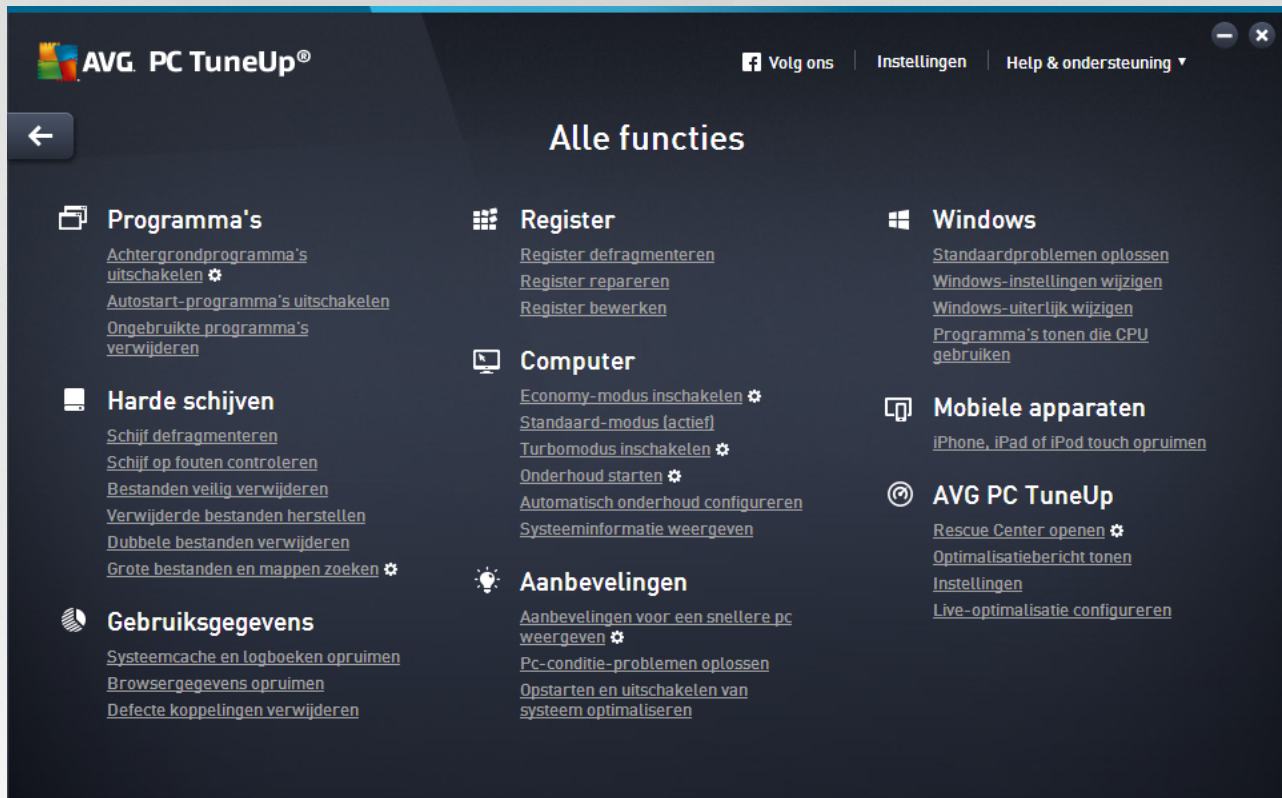 AVG. PC TuneUp®
Volg ons
Instellingen
Help & ondersteuning
Alle functies
Programma's
Achtergrondprogramma's
uitschakelen
Autostart-programma's uitschakelen
Ongebruikte programma's
verwijderen
Harde schijven
Schijf defragmenteren
Schijf op fouten controleren
Bestanden veilig verwijderen
Verwijderde bestanden herstellen
Dubbele bestanden verwijderen
Grote bestanden en mappen zoeken
Gebruiksgegevens
Systeemcache en logboeken opruimen
Browsergegevens opruimen
Defecte koppelingen verwijderen
Register
Register defragmenteren
Register repareren
Register bewerken
Computer
Economy-modus inschakelen
Standaard-modus (actief)
Turbomodus inschakelen
Onderhoud starten
Automatisch onderhoud configureren
Systeeminformatie weergeven
Aanbevelingen
Aanbevelingen voor een snellere pc
weergeven
Pc-conditie-problemen oplossen
Opstarten en uitschakelen van
systeem optimaliseren
Windows
Standaardproblemen oplossen
Windows-instellingen wijzigen
Windows-uiterlijk wijzigen
Programma's tonen die CPU
gebruiken
Mobiele apparaten
iPhone, iPad of iPod touch opruimen
AVG PC TuneUp
Rescue Center openen
Optimalisatiebericht tonen
Instellingen
Live-optimalisatie configureren